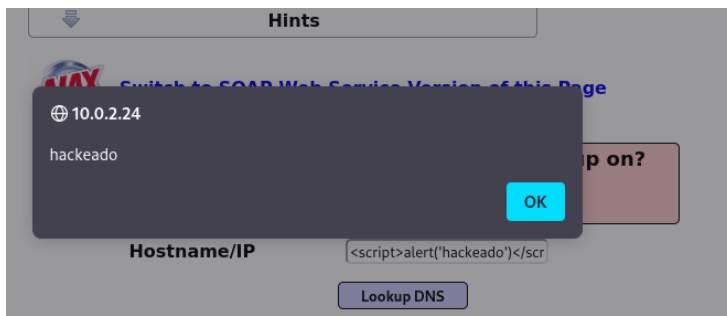 Hints
AJAX
Switch to SOAP Web Service Version of this Page
10.0.2.24
hackeado
up on?
OK
Hostname/IP
<script>alert('hackeado')</scr
Lookup DNS